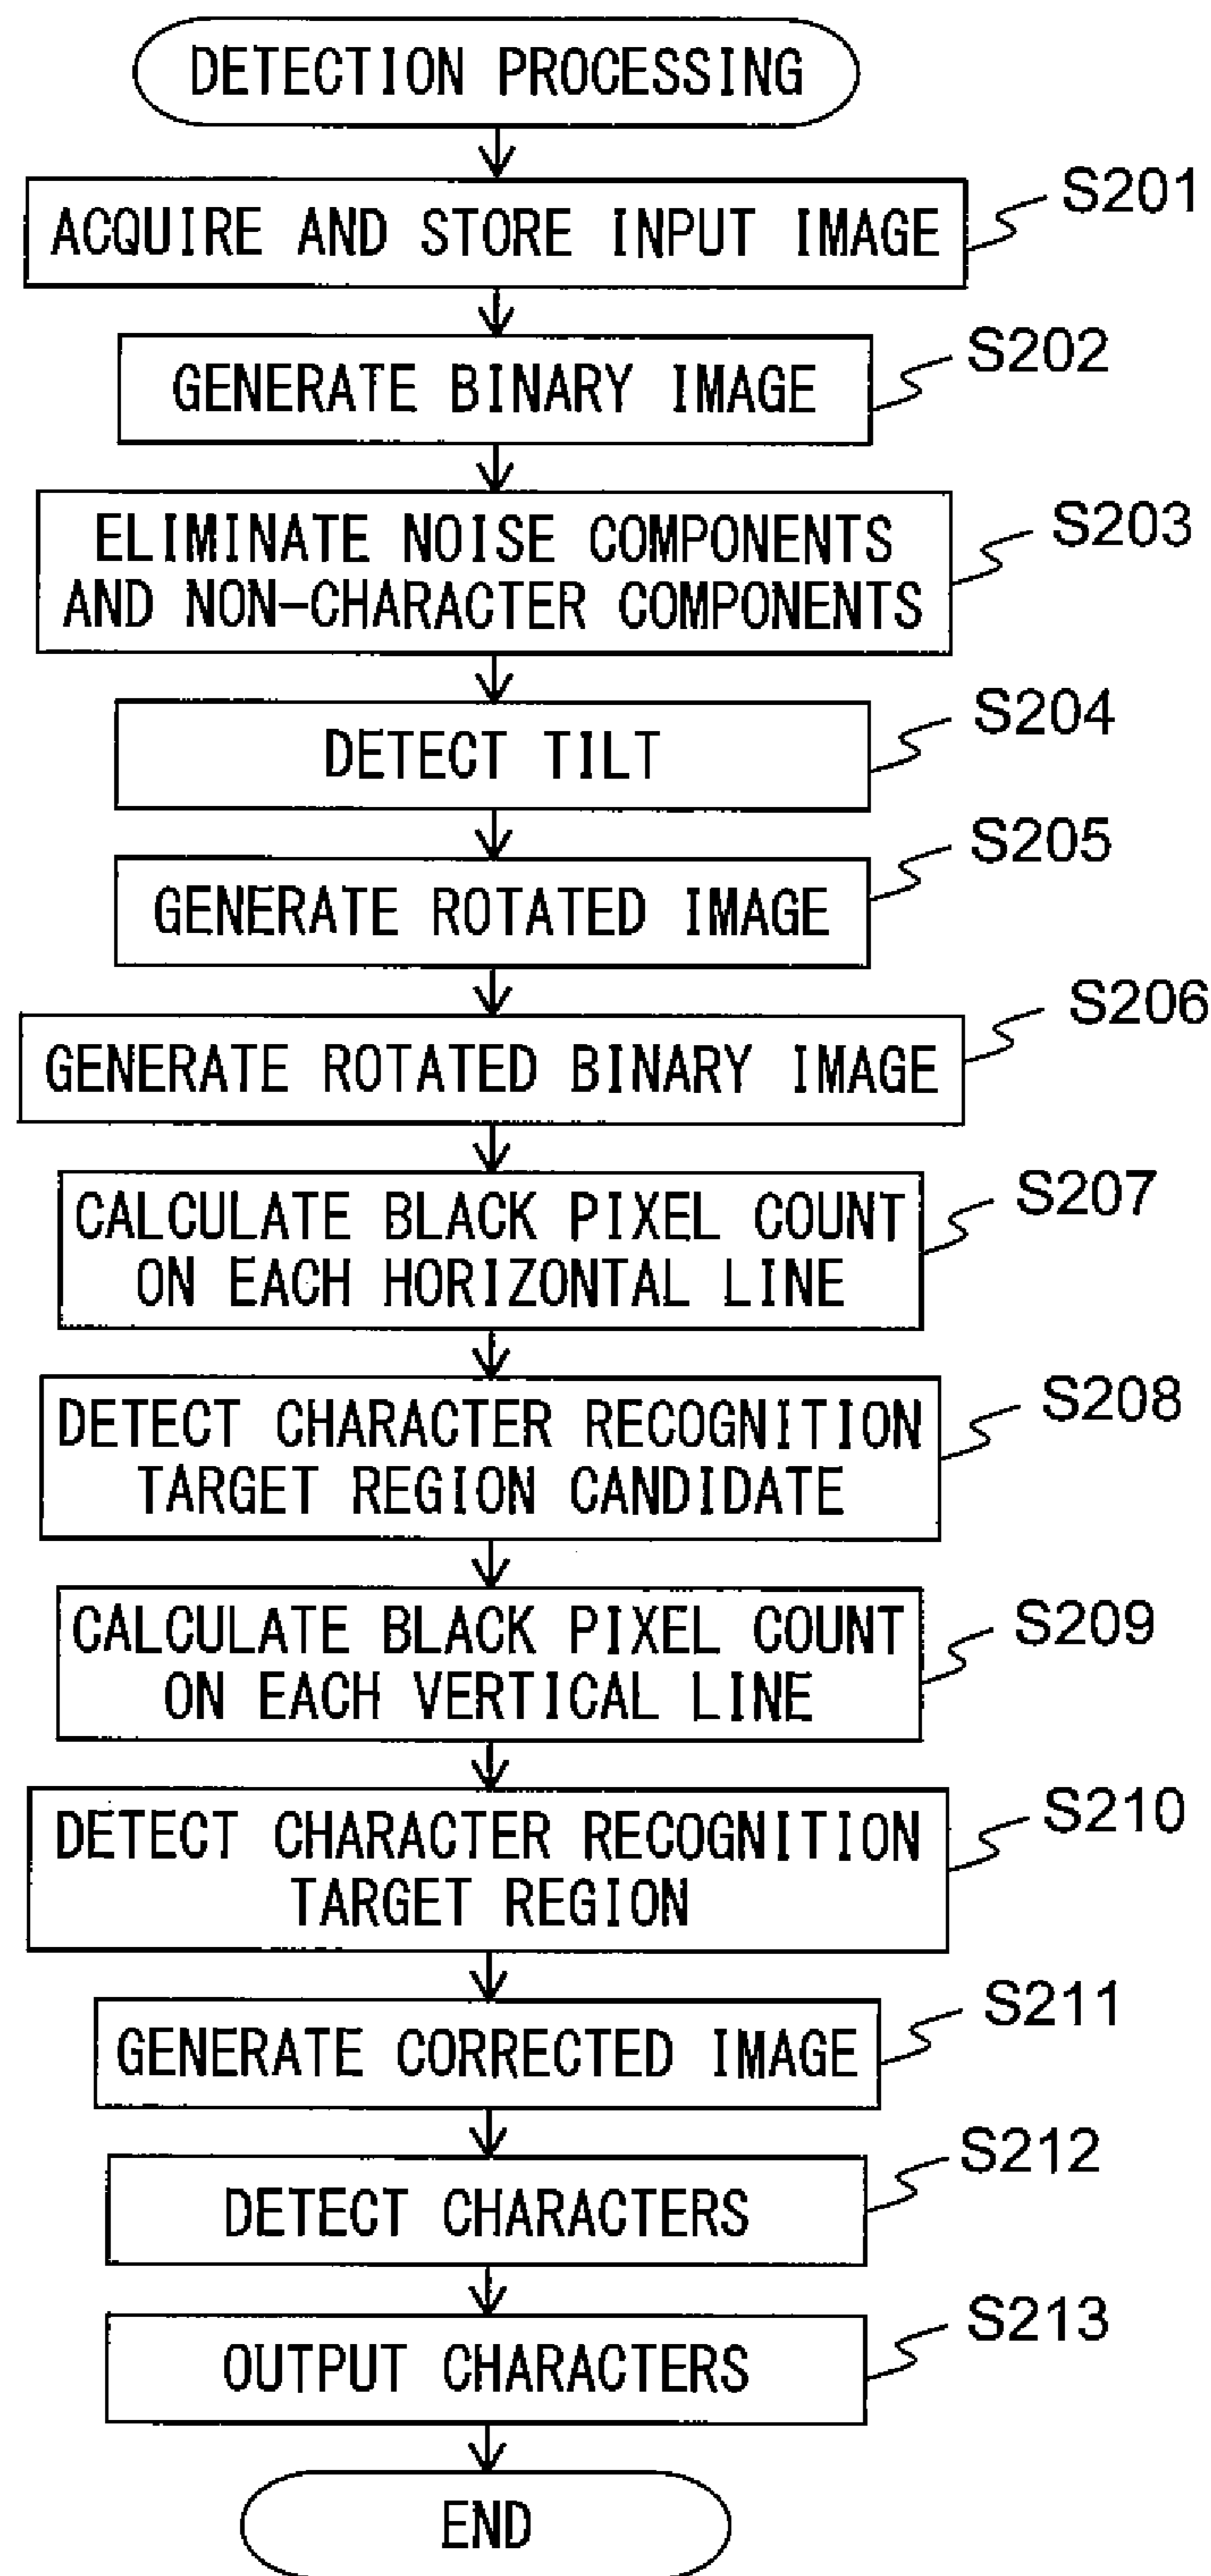 DETECTION PROCESSING
S201
ACQUIRE AND STORE INPUT IMAGE
S202
GENERATE BINARY IMAGE
S203
ELIMINATE NOISE COMPONENTS
AND NON-CHARACTER COMPONENTS
S204
DETECT TILT
S205
GENERATE ROTATED IMAGE
S206
GENERATE ROTATED BINARY IMAGE
S207
CALCULATE BLACK PIXEL COUNT
ON EACH HORIZONTAL LINE
S208
DETECT CHARACTER RECOGNITION
TARGET REGION CANDIDATE
S209
CALCULATE BLACK PIXEL COUNT
ON EACH VERTICAL LINE
S210
DETECT CHARACTER RECOGNITION
TARGET REGION
S211
GENERATE CORRECTED IMAGE
S212
DETECT CHARACTERS
S213
OUTPUT CHARACTERS
END